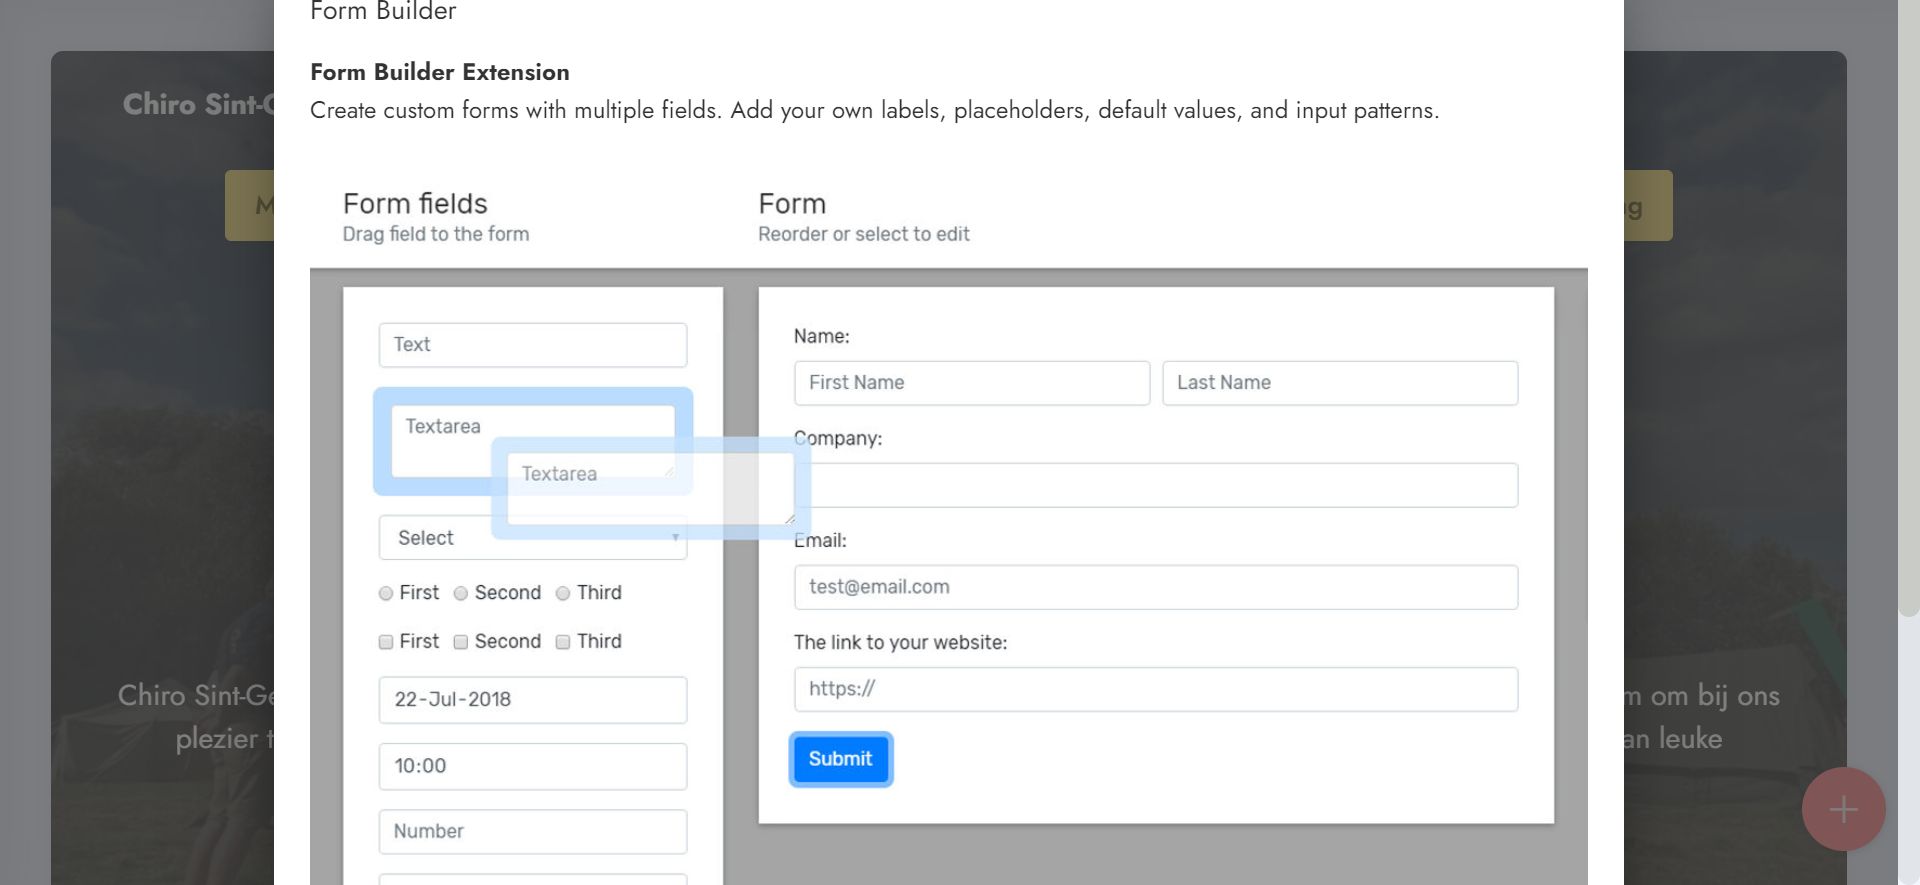 Form Builder
Form Builder Extension
Create custom forms with multiple fields. Add your own labels, placeholders, default values, and input patterns.
Chiro Sint-G
M
g
Form fields
Drag field to the form
Form
Reorder or select to edit
Text
Textarea
Textarea
Select
First Second Third
First Second Third
22-Jul-2018
10:00
Number
Name:
First Name
Last Name
Company:
Email:
test@email.com
The link to your website:
https://
Submit
Chiro Sint-Ge
plezier t
m om bij ons
an leuke